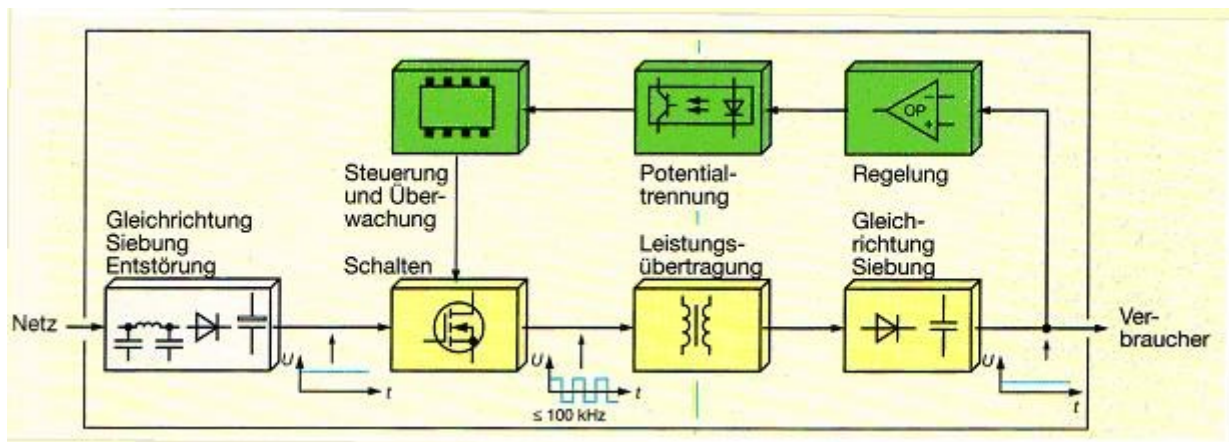 OP
Steuerung
und Über-
wachung
Potential-
trennung
Regelung
Gleichrichtung
Siebung
Entstörung
Schalten
Leistungs-
übertragung
Gleich-
richtung
Siebung
Netz
Ver-
braucher
U
t
U
t
≤ 100 kHz
U
t